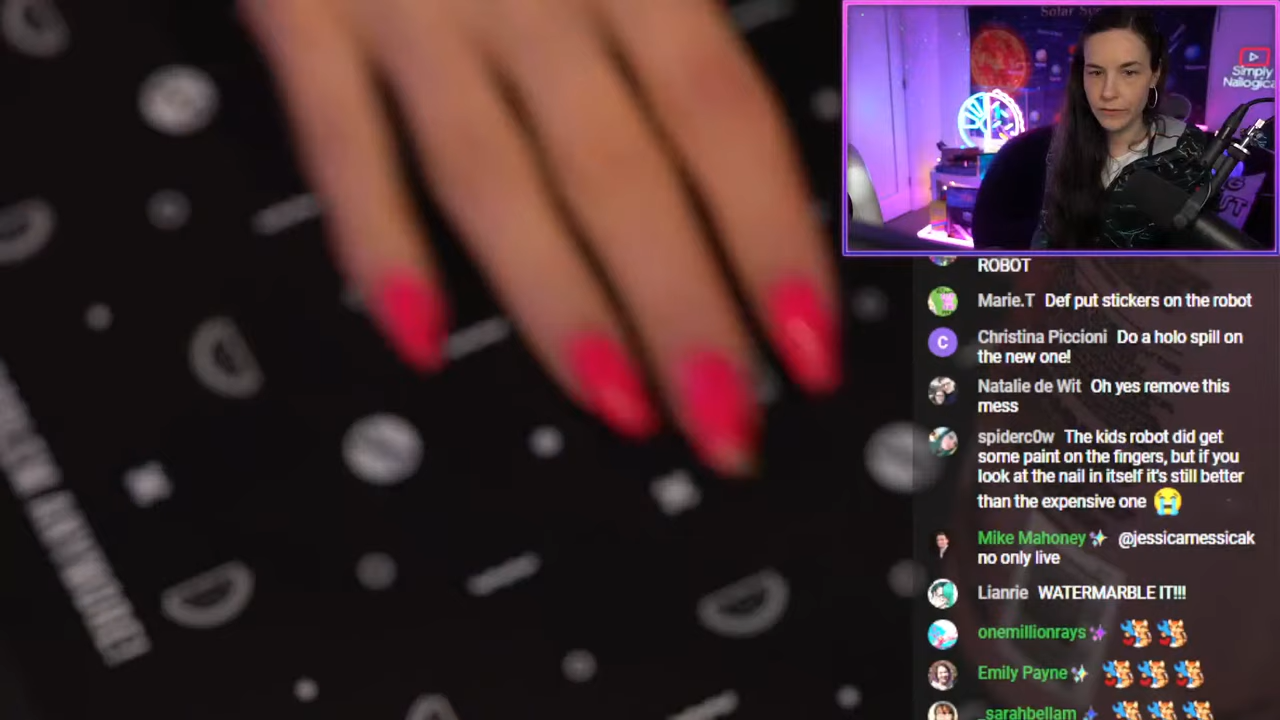 Solar Sy
Simply
Nailogica
ROBOT
Marie.T Def put stickers on the robot
C Christina Piccioni Do a holo spill on
the new one!
Natalie de Wit Oh yes remove this
mess
spiderc0w The kids robot did get
some paint on the fingers, but if you
look at the nail in itself it's still better
than the expensive one
Mike Mahoney @jessicamessicak
no only live
Lianrie WATERMARBLE IT!!!
onemillionrays
Emily Payne
_sarahbellam